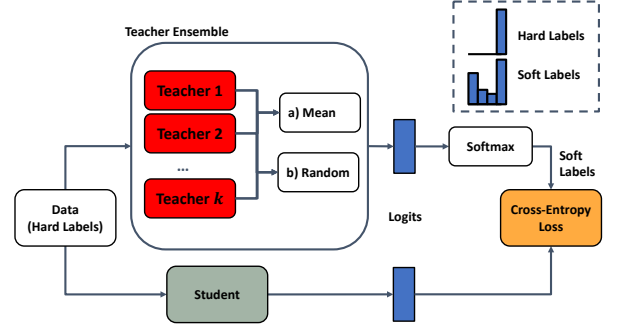 Teacher Ensemble
Hard Labels
Soft Labels
Teacher 1
Teacher 2
...
Teacher k
a) Mean
b) Random
Softmax
Soft
Labels
Data
(Hard Labels)
Logits
Cross-Entropy
Loss
Student